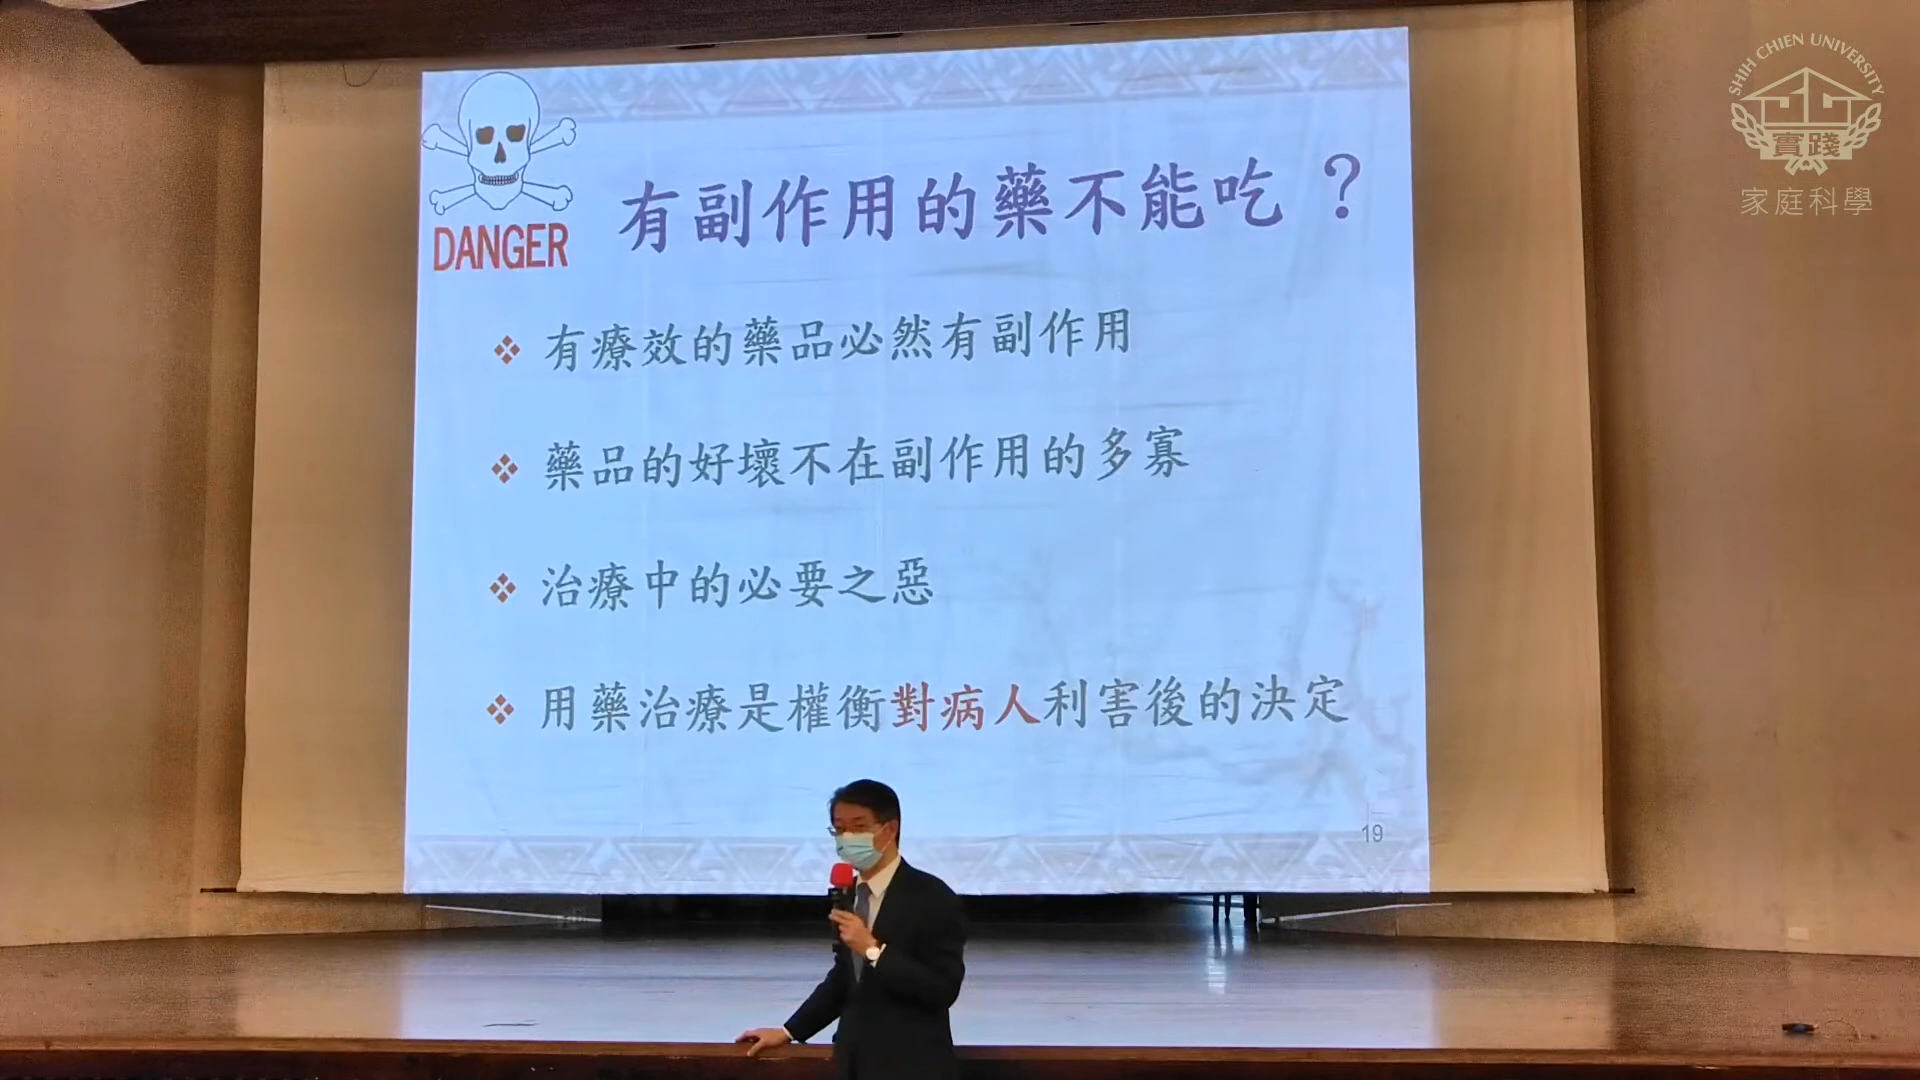 SHIH CHIEN UNIVERSITY
實踐
家庭科學
DANGER
有副作用的藥不能吃？
有療效的藥品必然有副作用
藥品的好壞不在副作用的多寡
治療中的必要之惡
用藥治療是權衡對病人利害後的決定
19